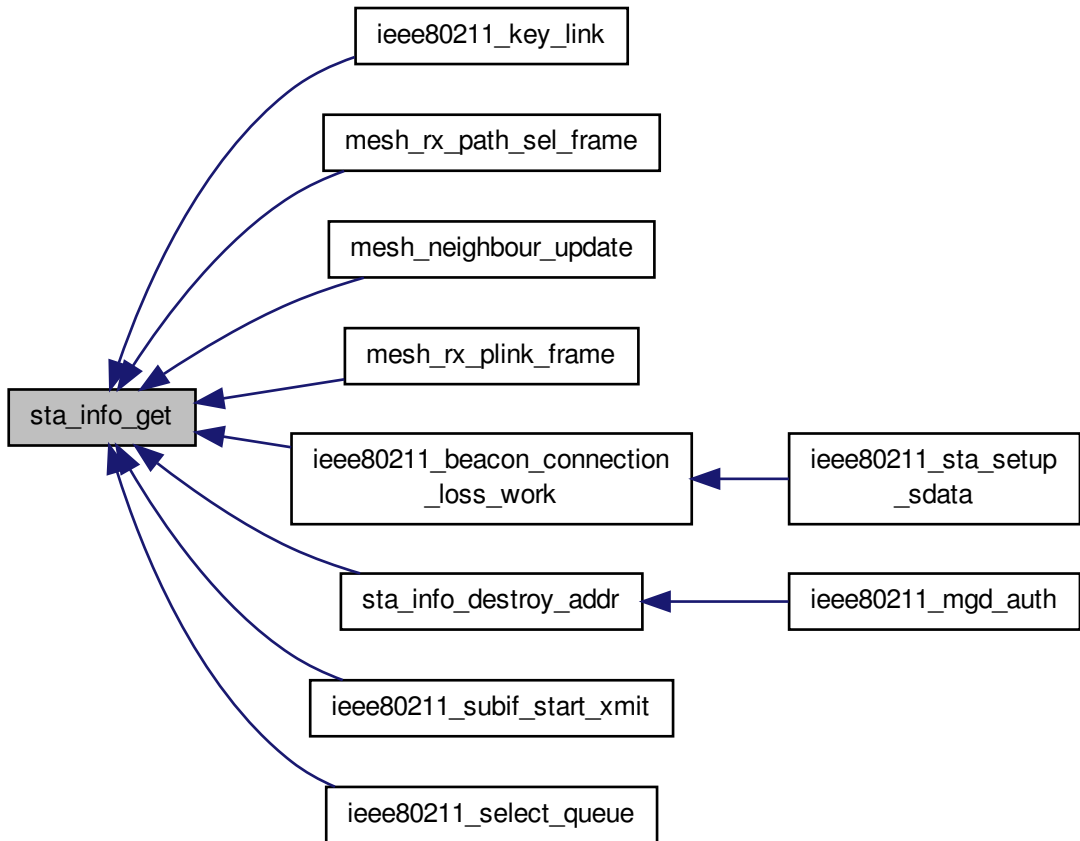 ieee80211_key_link
mesh_rx_path_sel_frame
mesh_neighbour_update
mesh_rx_plink_frame
sta_info_get
ieee80211_beacon_connection
_loss_work
ieee80211_sta_setup
_sdata
sta_info_destroy_addr
ieee80211_mgd_auth
ieee80211_subif_start_xmit
ieee80211_select_queue